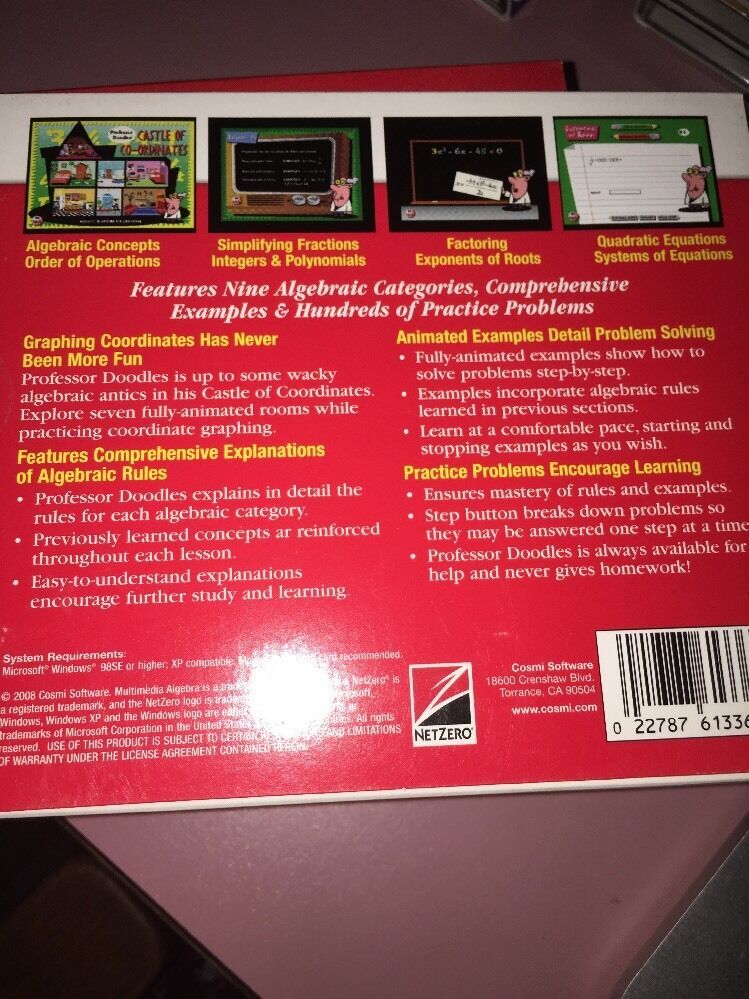 Professor Doodles' CASTLE OF
CO-ORDINATES
3x² - 6x - 45 = 0
Algebraic Concepts
Order of Operations
Simplifying Fractions
Integers & Polynomials
Factoring
Exponents of Roots
Quadratic Equations
Systems of Equations
Features Nine Algebraic Categories, Comprehensive
Examples & Hundreds of Practice Problems
Graphing Coordinates Has Never
Been More Fun
Professor Doodles is up to some wacky
algebraic antics in his Castle of Coordinates.
Explore seven fully-animated rooms while
practicing coordinate graphing.
Features Comprehensive Explanations
of Algebraic Rules
• Professor Doodles explains in detail the
rules for each algebraic category.
• Previously learned concepts ar reinforced
throughout each lesson.
• Easy-to-understand explanations
encourage further study and learning.
Animated Examples Detail Problem Solving
• Fully-animated examples show how to
solve problems step-by-step.
• Examples incorporate algebraic rules
learned in previous sections.
• Learn at a comfortable pace, starting and
stopping examples as you wish.
Practice Problems Encourage Learning
• Ensures mastery of rules and examples.
• Step button breaks down problems so
they may be answered one step at a time
• Professor Doodles is always available for
help and never gives homework!
System Requirements:
Microsoft® Windows® 98SE or higher; XP compatible. card recommended.
© 2008 Cosmi Software. Multimedia Algebra is a NetZero® is
a registered trademark, and the NetZero logo is
Windows, Windows XP and the Windows logo are
trademarks of Microsoft Corporation in the United All rights
reserved. USE OF THIS PRODUCT IS SUBJECT TO AND LIMITATIONS
OF WARRANTY UNDER THE LICENSE AGREEMENT CONTAINED HEREIN.
NETZERO
Cosmi Software
18600 Crenshaw Blvd.
Torrance, CA 90504
www.cosmi.com
0 22787 61336